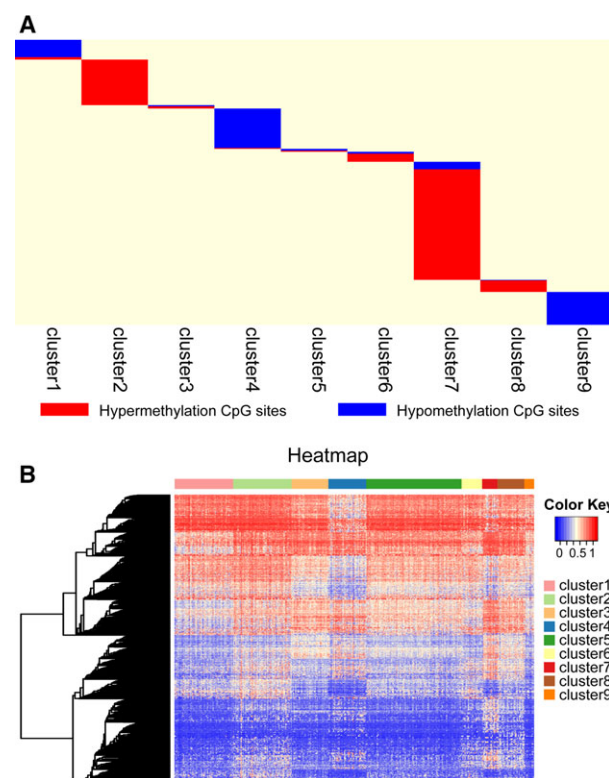 A
cluster1
cluster2
cluster3
cluster4
cluster5
cluster6
cluster7
cluster8
cluster9
Hypermethylation CpG sites
Hypomethylation CpG sites
B
Heatmap
Color Key
0 0.5 1
cluster1
cluster2
cluster3
cluster4
cluster5
cluster6
cluster7
cluster8
cluster9